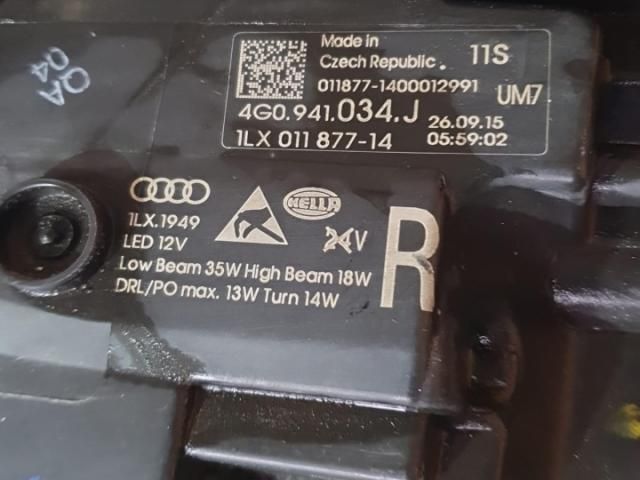 QA
04
Made in
Czech Republic. 11S
011877-1400012991
UM7
4G0.941.034.J 26.09.15
1LX 011 877-14 05:59:02
1LX.1949
HELLA
LED 12V
24V
R
Low Beam 35W High Beam 18W
DRL/PO max. 13W Turn 14W